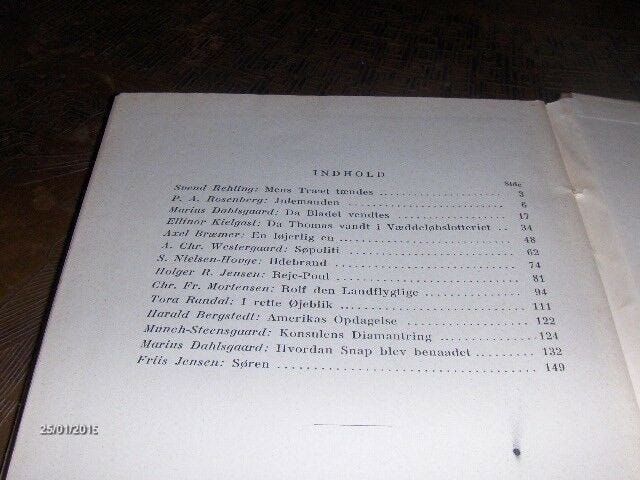 INDHOLD
Side
Svend Rehling: Mens Træet tændes 3
P. A. Rosenberg: Julemanden 6
Marius Dahlsgaard: Da Bladet vendtes 17
Ellinor Kielgast: Da Thomas vandt i Væddeløbslotteriet 34
Axel Bræmer: En løjerlig en 48
A. Chr. Westergaard: Søpoliti 62
S. Nielsen-Hovge: Ildebrand 74
Holger R. Jensen: Reje-Poul 81
Chr. Fr. Mortensen: Rolf den Landflygtige 94
Tora Randal: I rette Øjeblik 111
Harald Bergstedt: Amerikas Opdagelse 122
Munch-Steensgaard: Konsulens Diamantring 124
Marius Dahlsgaard: Hvordan Snap blev benaadet 132
Friis Jensen: Søren 149
25/01/2015